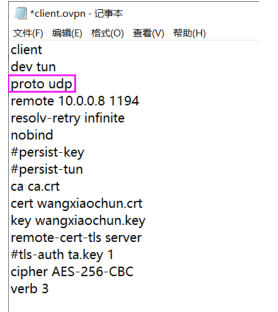 *client.ovpn - 记事本
文件(F) 编辑(E) 格式(O) 查看(V) 帮助(H)
client
dev tun
proto udp
remote 10.0.0.8 1194
resolv-retry infinite
nobind
#persist-key
#persist-tun
ca ca.crt
cert wangxiaochun.crt
key wangxiaochun.key
remote-cert-tls server
#tls-auth ta.key 1
cipher AES-256-CBC
verb 3